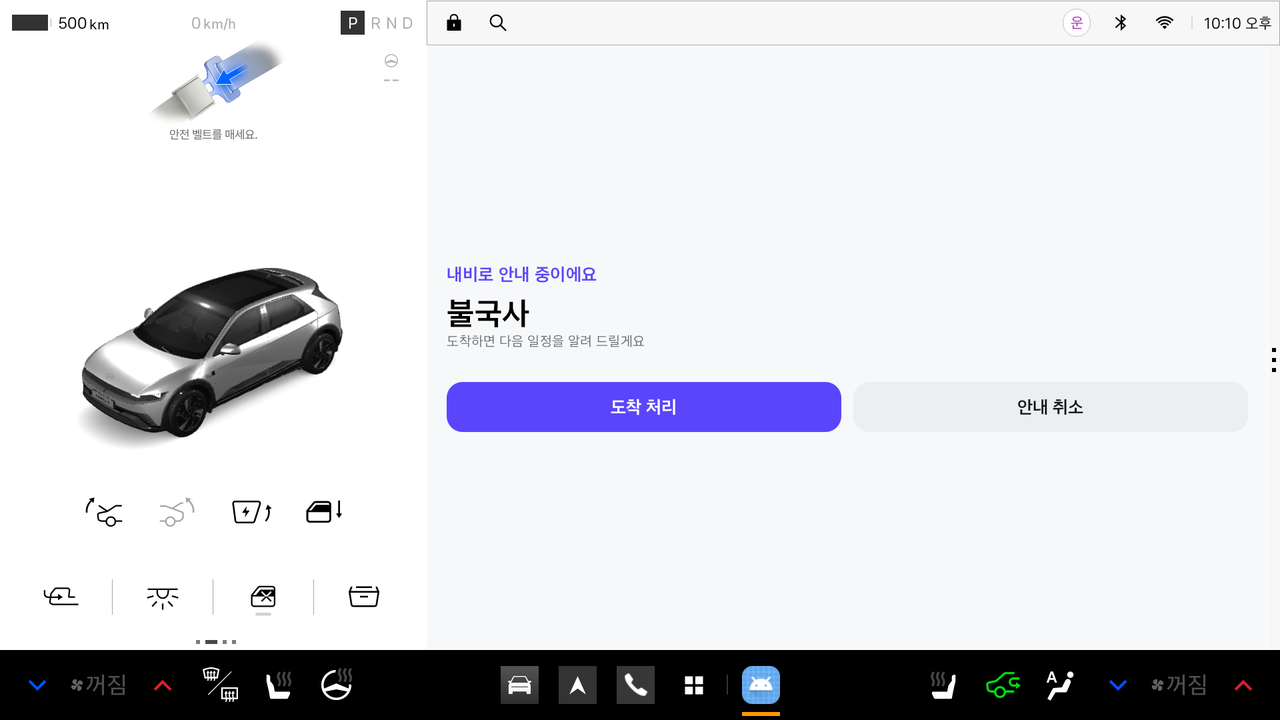 500 km
0 km/h
P R N D
운
10:10 오후
안전 벨트를 매세요.
내비로 안내 중이에요
불국사
도착하면 다음 일정을 알려 드릴게요
도착 처리
안내 취소
꺼짐
A
꺼짐